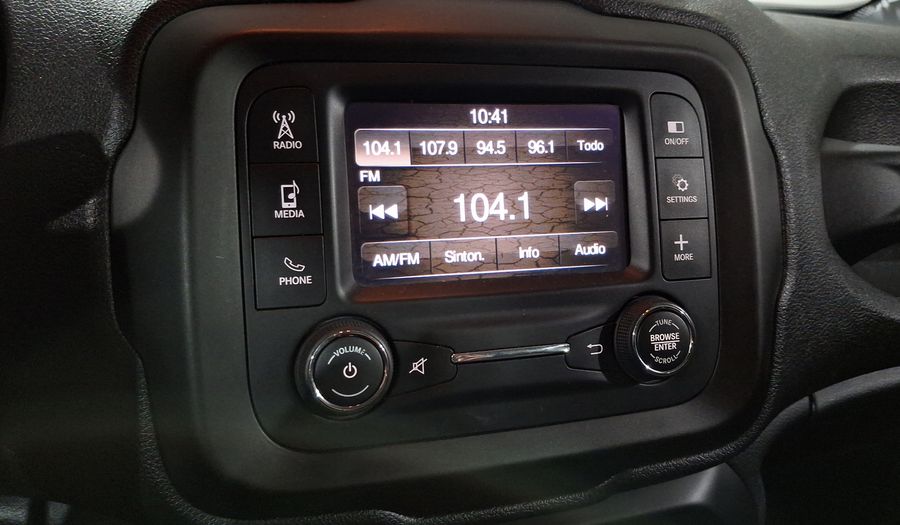 10:41
104.1 107.9 94.5 96.1 Todo
FM
104.1
AM/FM Sinton. Info Audio
RADIO
MEDIA
PHONE
ON/OFF
SETTINGS
MORE
VOLUME
TUNE
BROWSE
ENTER
SCROLL